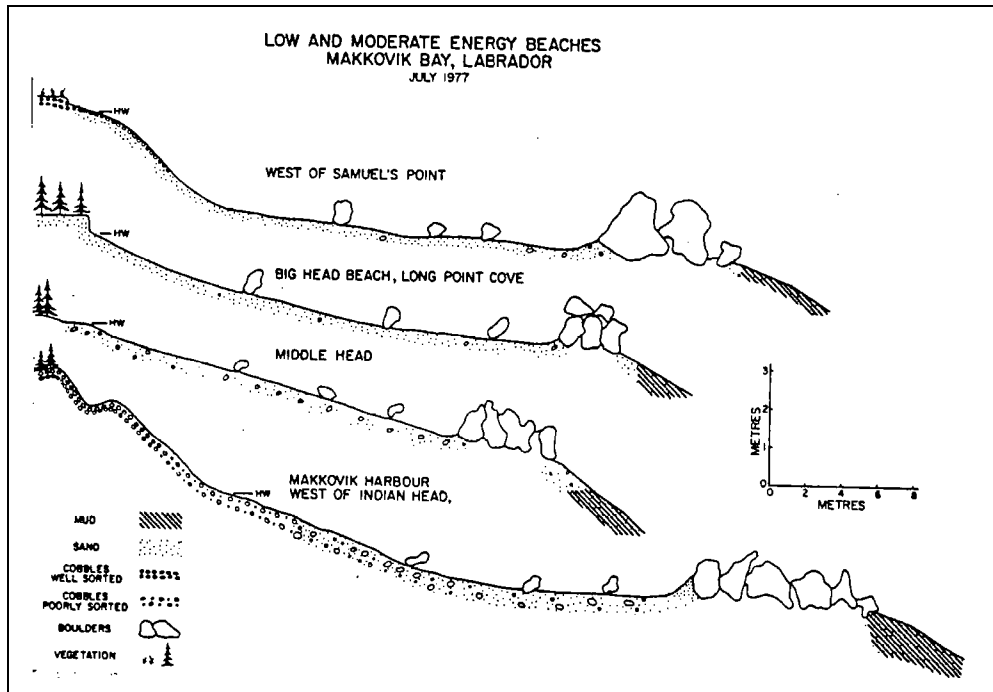 LOW AND MODERATE ENERGY BEACHES
MAKKOVIK BAY, LABRADOR
JULY 1977
HW
WEST OF SAMUEL'S POINT
HW
BIG HEAD BEACH, LONG POINT COVE
HW
MIDDLE HEAD
MAKKOVIK HARBOUR
WEST OF INDIAN HEAD,
HW
3
2
1
0
METRES
0 2 4 6 8
METRES
MUD
SAND
COBBLES
WELL SORTED
COBBLES
POORLY SORTED
BOULDERS
VEGETATION